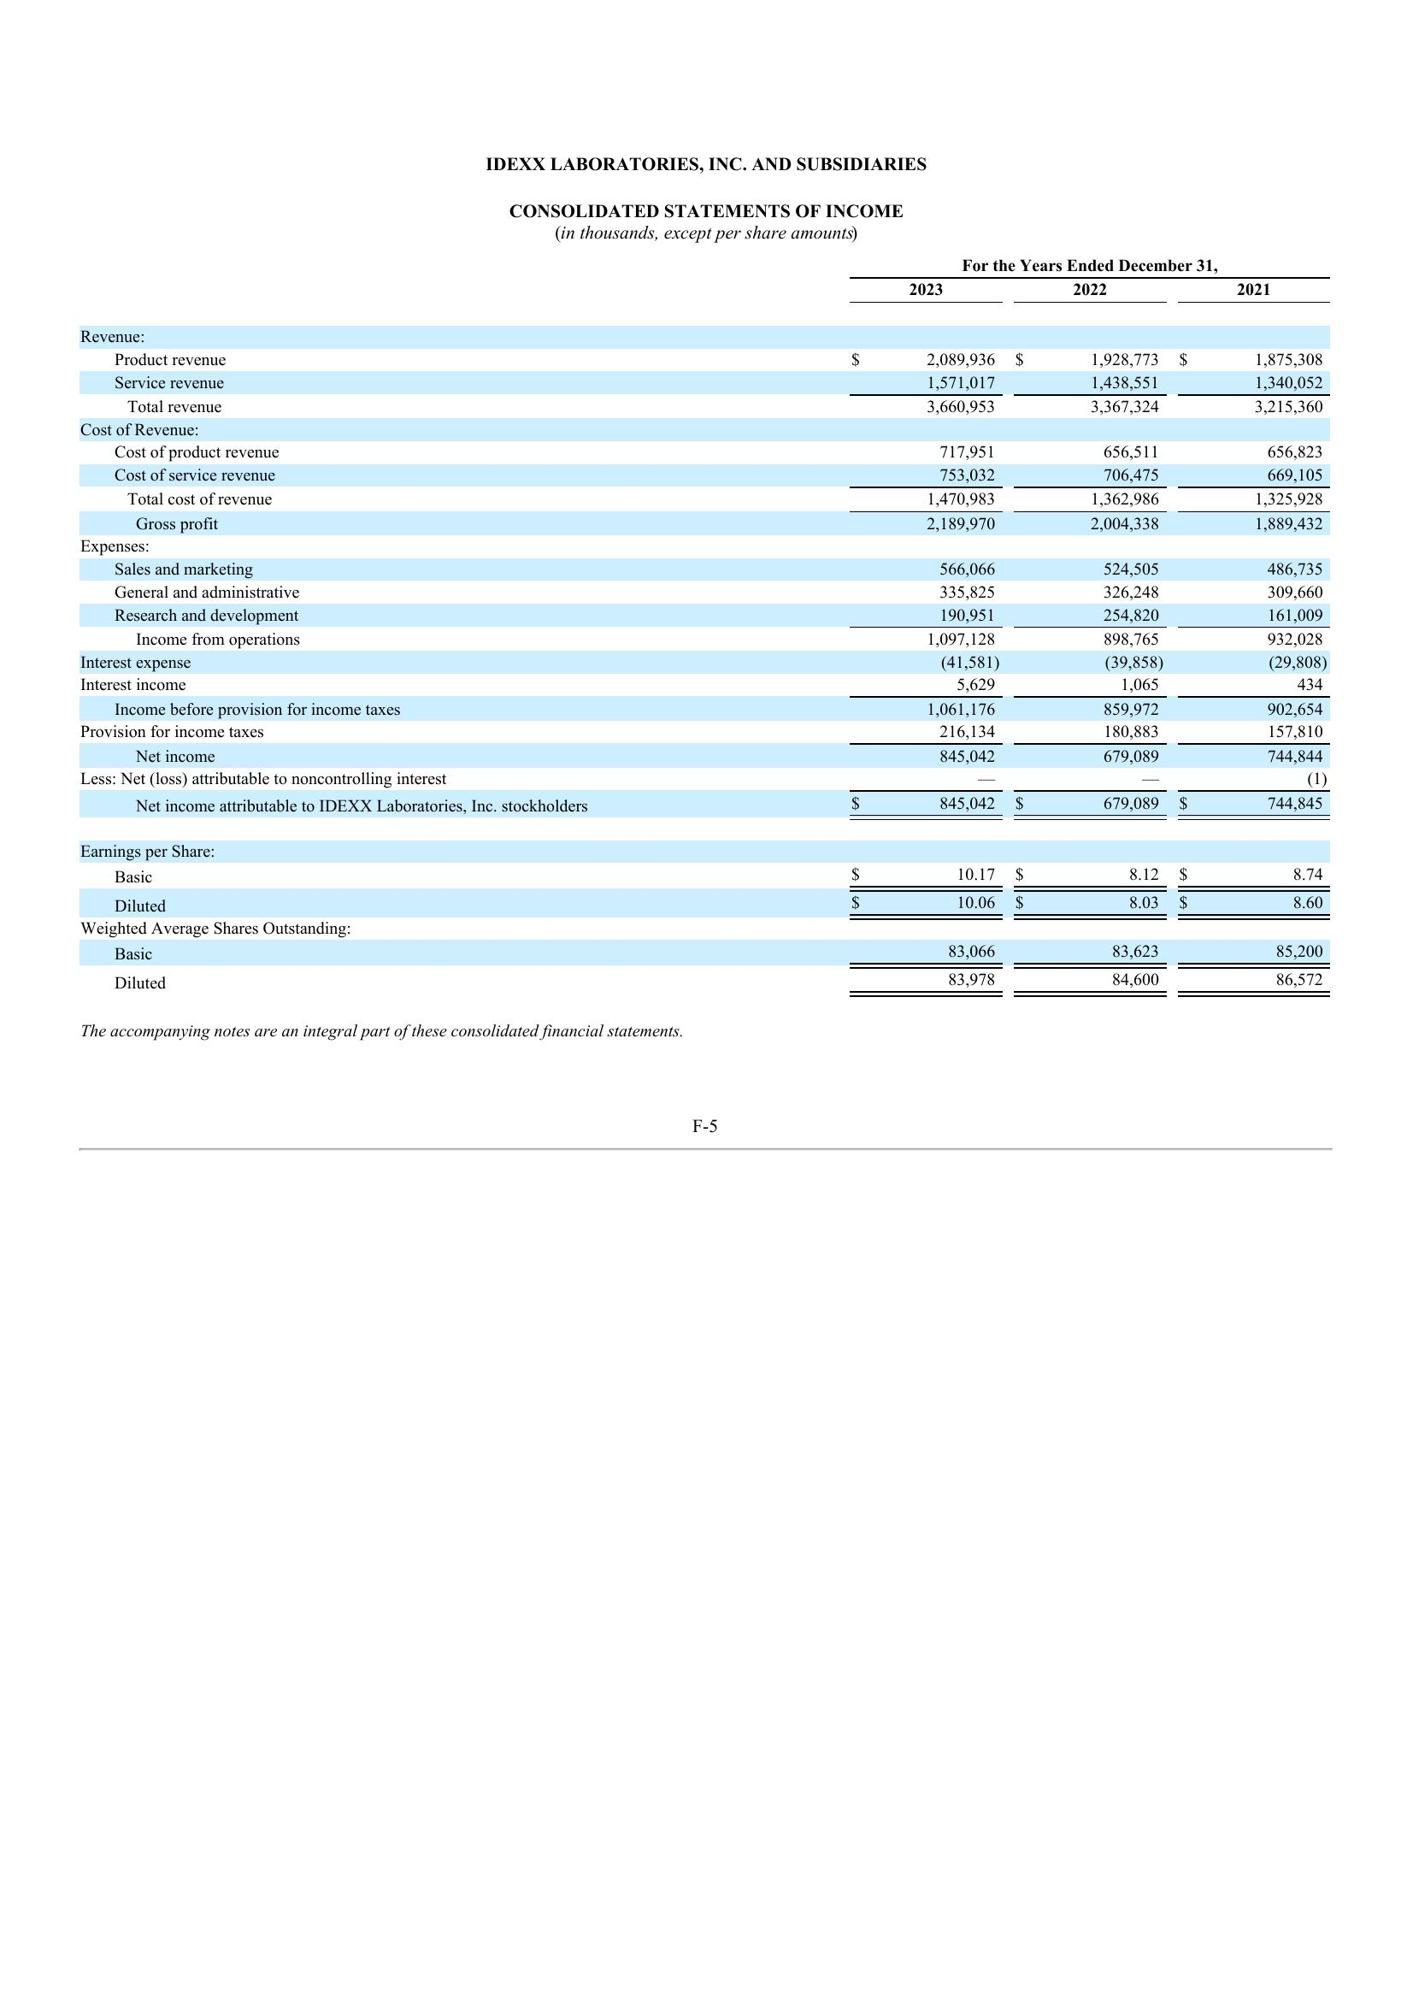 IDEXX LABORATORIES, INC. AND SUBSIDIARIES
CONSOLIDATED STATEMENTS OF INCOME
(in thousands, except per share amounts)
For the Years Ended December 31,
2023 2022 2021
Revenue:
Product revenue $ 2,089,936 $ 1,928,773 $ 1,875,308
Service revenue 1,571,017 1,438,551 1,340,052
Total revenue 3,660,953 3,367,324 3,215,360
Cost of Revenue:
Cost of product revenue 717,951 656,511 656,823
Cost of service revenue 753,032 706,475 669,105
Total cost of revenue 1,470,983 1,362,986 1,325,928
Gross profit 2,189,970 2,004,338 1,889,432
Expenses:
Sales and marketing 566,066 524,505 486,735
General and administrative 335,825 326,248 309,660
Research and development 190,951 254,820 161,009
Income from operations 1,097,128 898,765 932,028
Interest expense (41,581) (39,858) (29,808)
Interest income 5,629 1,065 434
Income before provision for income taxes 1,061,176 859,972 902,654
Provision for income taxes 216,134 180,883 157,810
Net income 845,042 679,089 744,844
Less: Net (loss) attributable to noncontrolling interest — — (1)
Net income attributable to IDEXX Laboratories, Inc. stockholders $ 845,042 $ 679,089 $ 744,845
Earnings per Share:
Basic $ 10.17 $ 8.12 $ 8.74
Diluted $ 10.06 $ 8.03 $ 8.60
Weighted Average Shares Outstanding:
Basic 83,066 83,623 85,200
Diluted 83,978 84,600 86,572
The accompanying notes are an integral part of these consolidated financial statements.
F-5